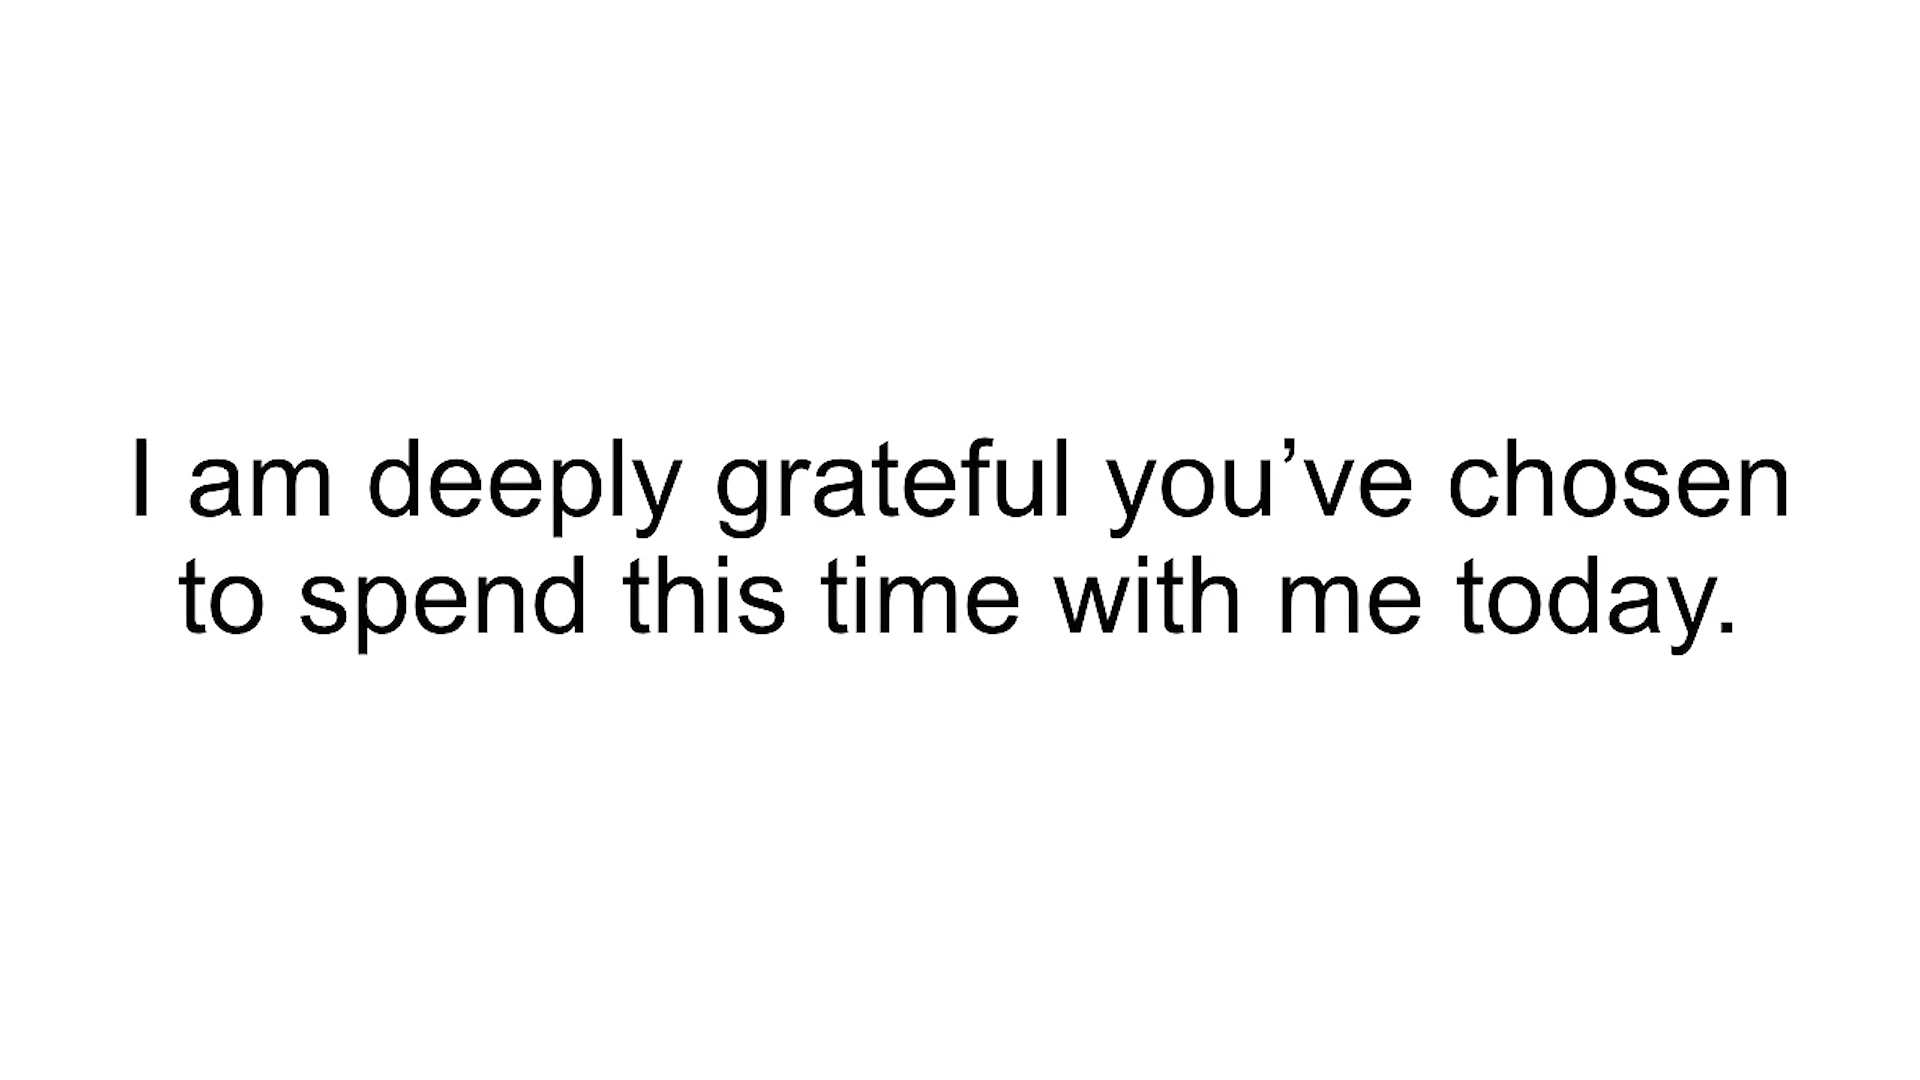 I am deeply grateful you’ve chosen
to spend this time with me today.